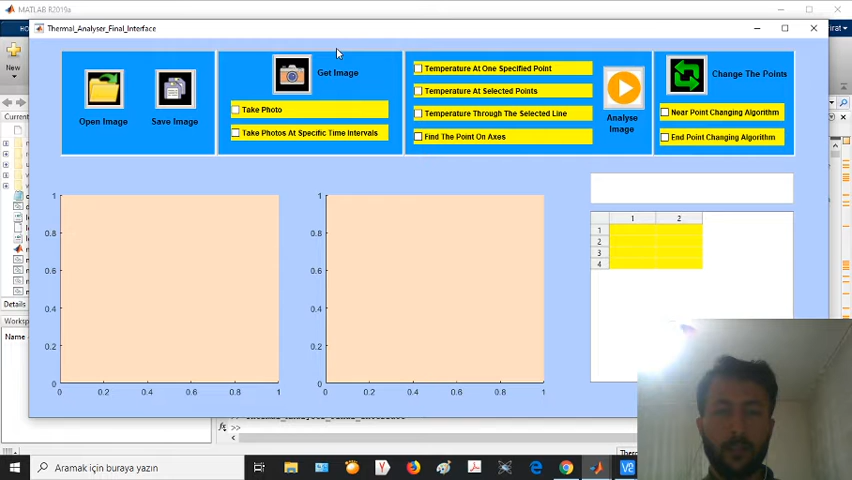 MATLAB R2019a
Thermal_Analyser_Final_Interface
New
Open Image
Save Image
Get Image
Take Photo
Take Photos At Specific Time Intervals
Temperature At One Specified Point
Temperature At Selected Points
Temperature Through The Selected Line
Find The Point On Axes
Analyse
Image
Change The Points
Near Point Changing Algorithm
End Point Changing Algorithm
Details
Name
1
0.8
0.6
0.4
0.2
0
0 0.2 0.4 0.6 0.8 1
1
0.8
0.6
0.4
0.2
0
0 0.2 0.4 0.6 0.8 1
1 2
1
2
3
4
>>
Aramak için buraya yazın